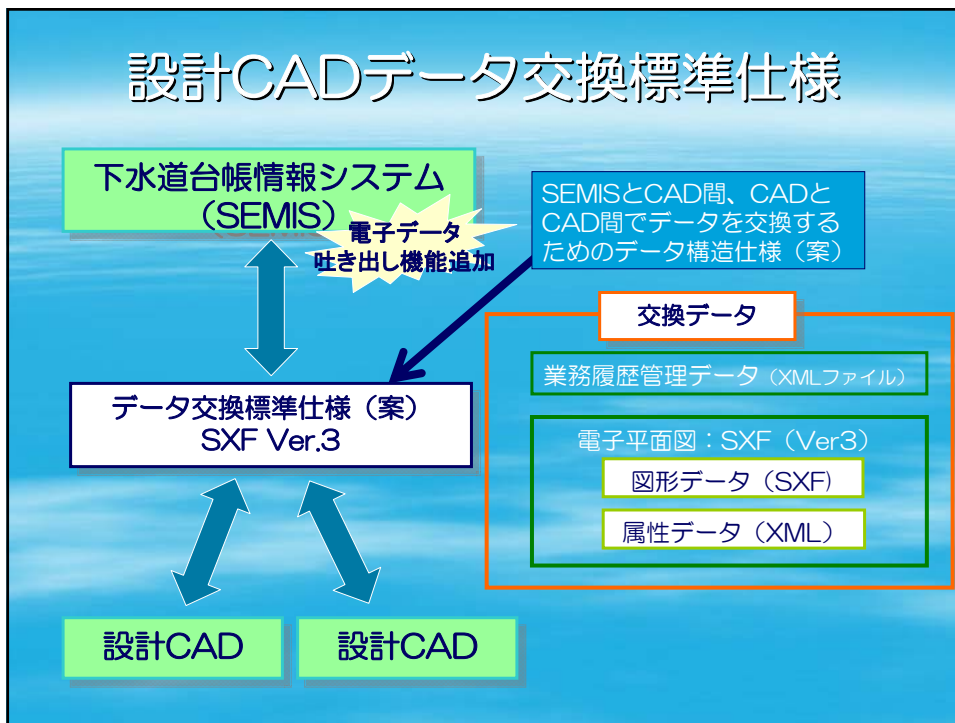 設計CADデータ交換標準仕様
下水道台帳情報システム
（SEMIS）
電子データ
吐き出し機能追加
SEMISとCAD間、CADと
CAD間でデータを交換する
ためのデータ構造仕様（案）
交換データ
業務履歴管理データ（XMLファイル）
データ交換標準仕様（案）
SXF Ver.3
電子平面図：SXF（Ver3）
図形データ（SXF)
属性データ（XML）
設計CAD
設計CAD